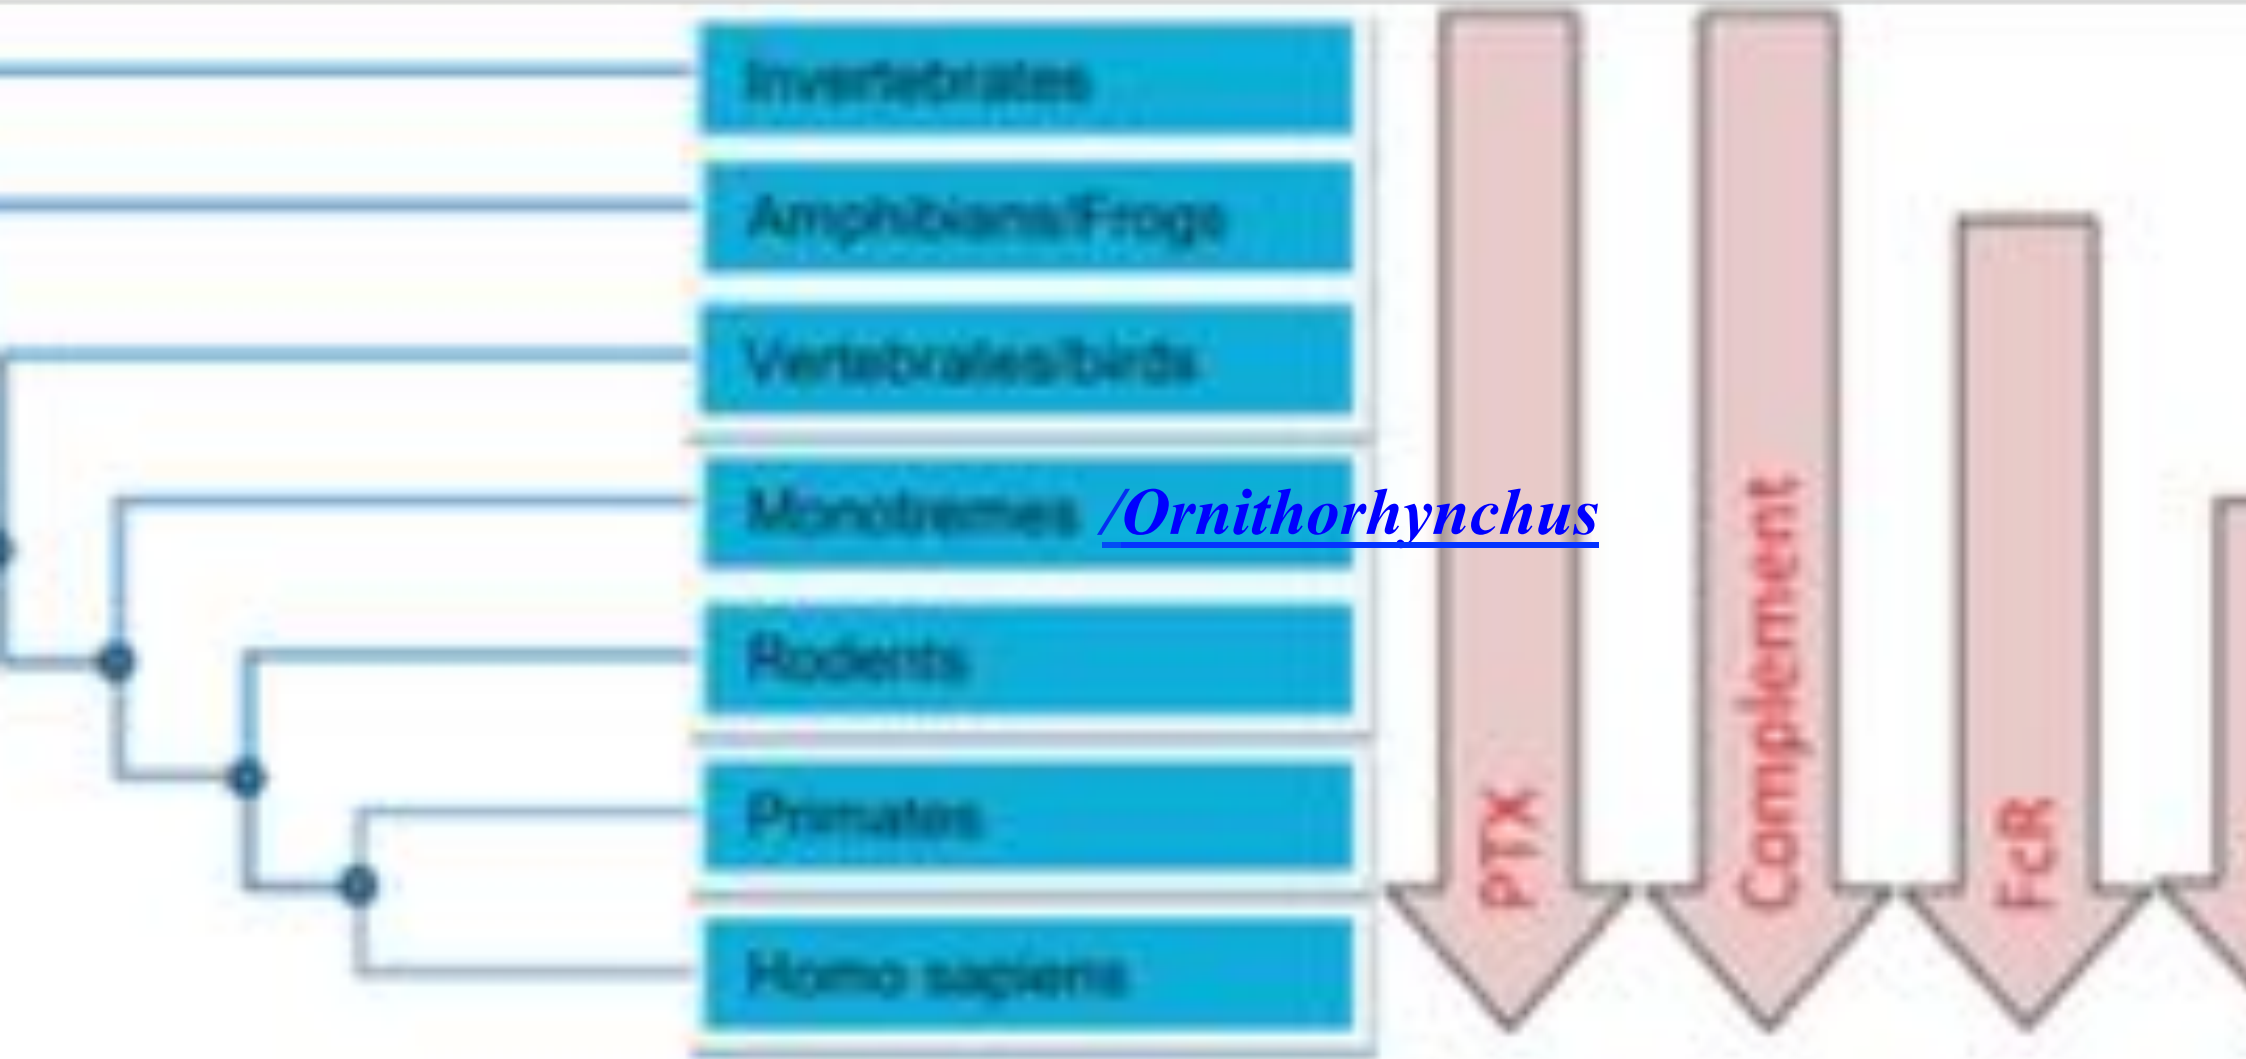 Invertebrates
Amphibians/Frogs
Vertebrates/birds
Monotremes /Ornithorhynchus
Rodents
Primates
Homo sapiens
PTX
Complement
FcR